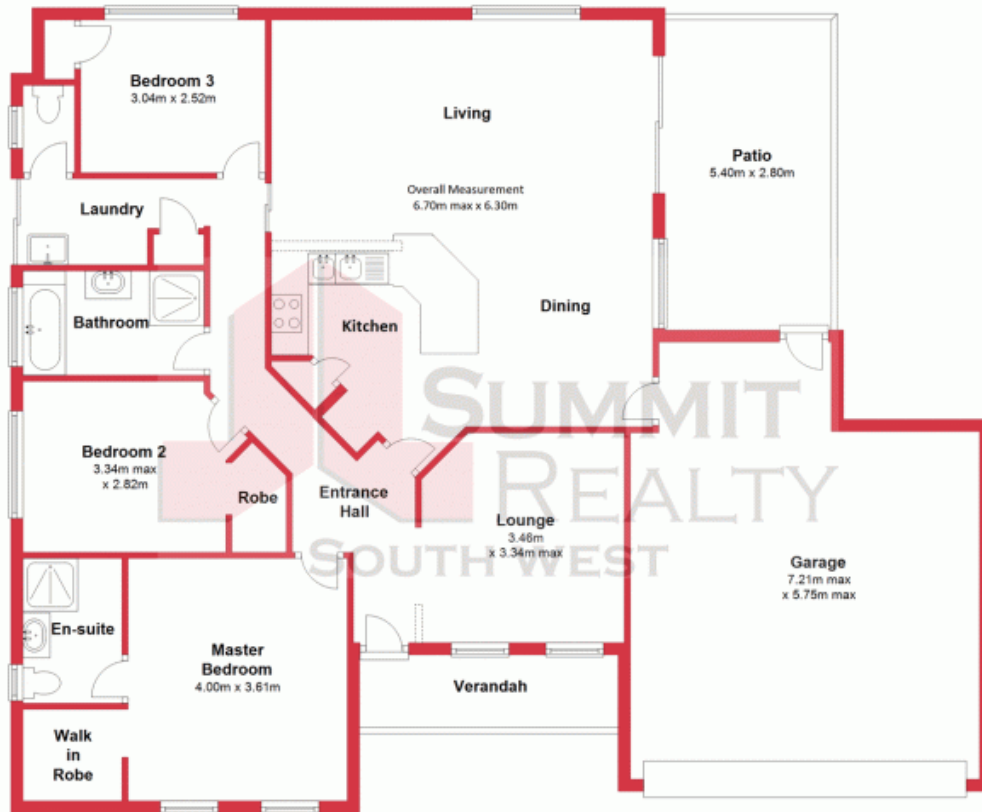 Bedroom 3
3.04m x 2.52m
Living
Patio
5.40m x 2.80m
Overall Measurement
6.70m max x 6.30m
Laundry
Bathroom
Kitchen
Dining
Bedroom 2
3.34m max
x 2.82m
Robe
Entrance
Hall
Lounge
3.46m
x 3.34m max
SUMMIT
REALTY
SOUTH WEST
Garage
7.21m max
x 5.75m max
En-suite
Master
Bedroom
4.00m x 3.61m
Verandah
Walk
in
Robe